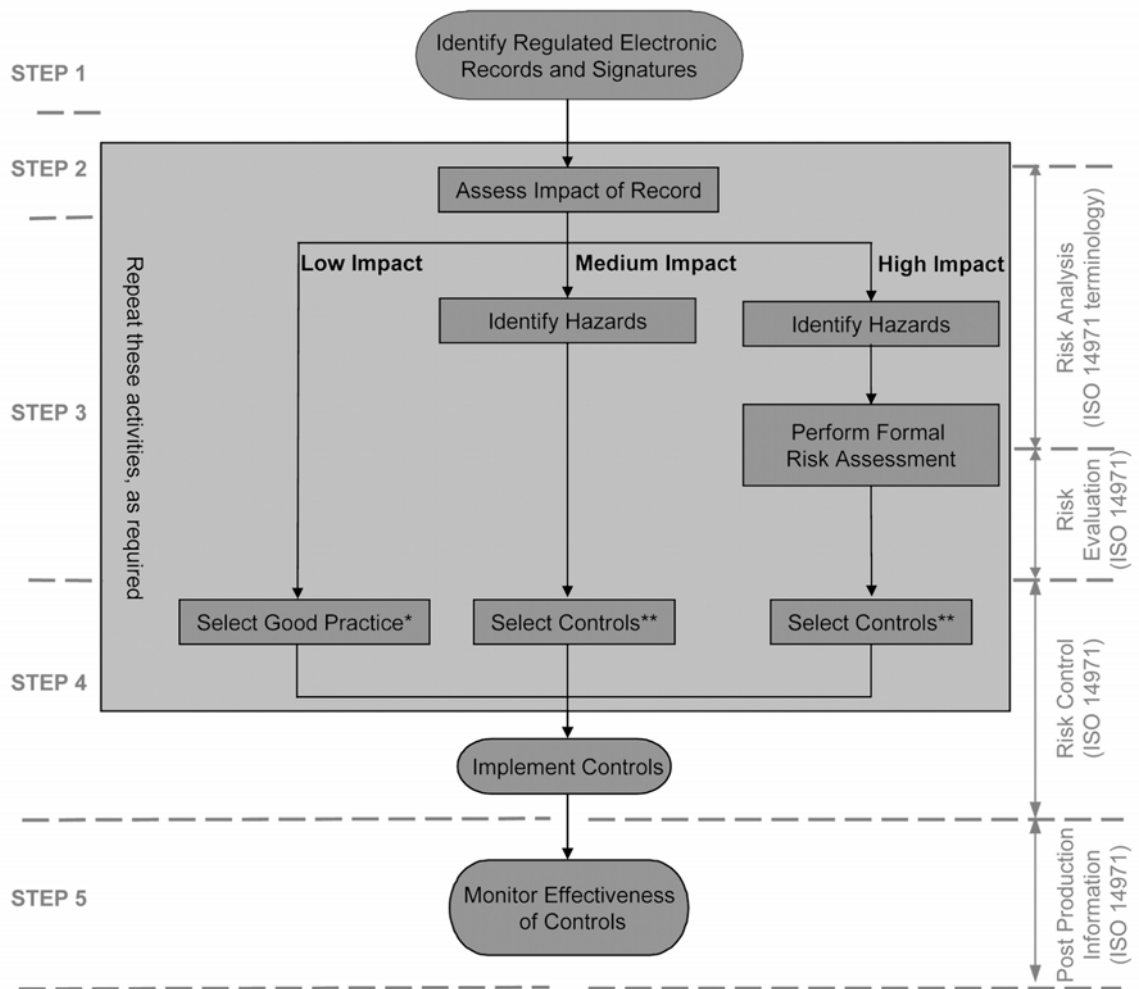 Identify Regulated Electronic
Records and Signatures
STEP 1
STEP 2
Assess Impact of Record
Low Impact
Medium Impact
High Impact
Identify Hazards
Identify Hazards
Repeat these activities, as required
STEP 3
Perform Formal
Risk Assessment
Select Good Practice*
Select Controls**
Select Controls**
STEP 4
Implement Controls
STEP 5
Monitor Effectiveness
of Controls
Risk Analysis
(ISO 14971 terminology)
Risk
Evaluation
(ISO 14971)
Risk Control
(ISO 14971)
Post Production
Information
(ISO 14971)